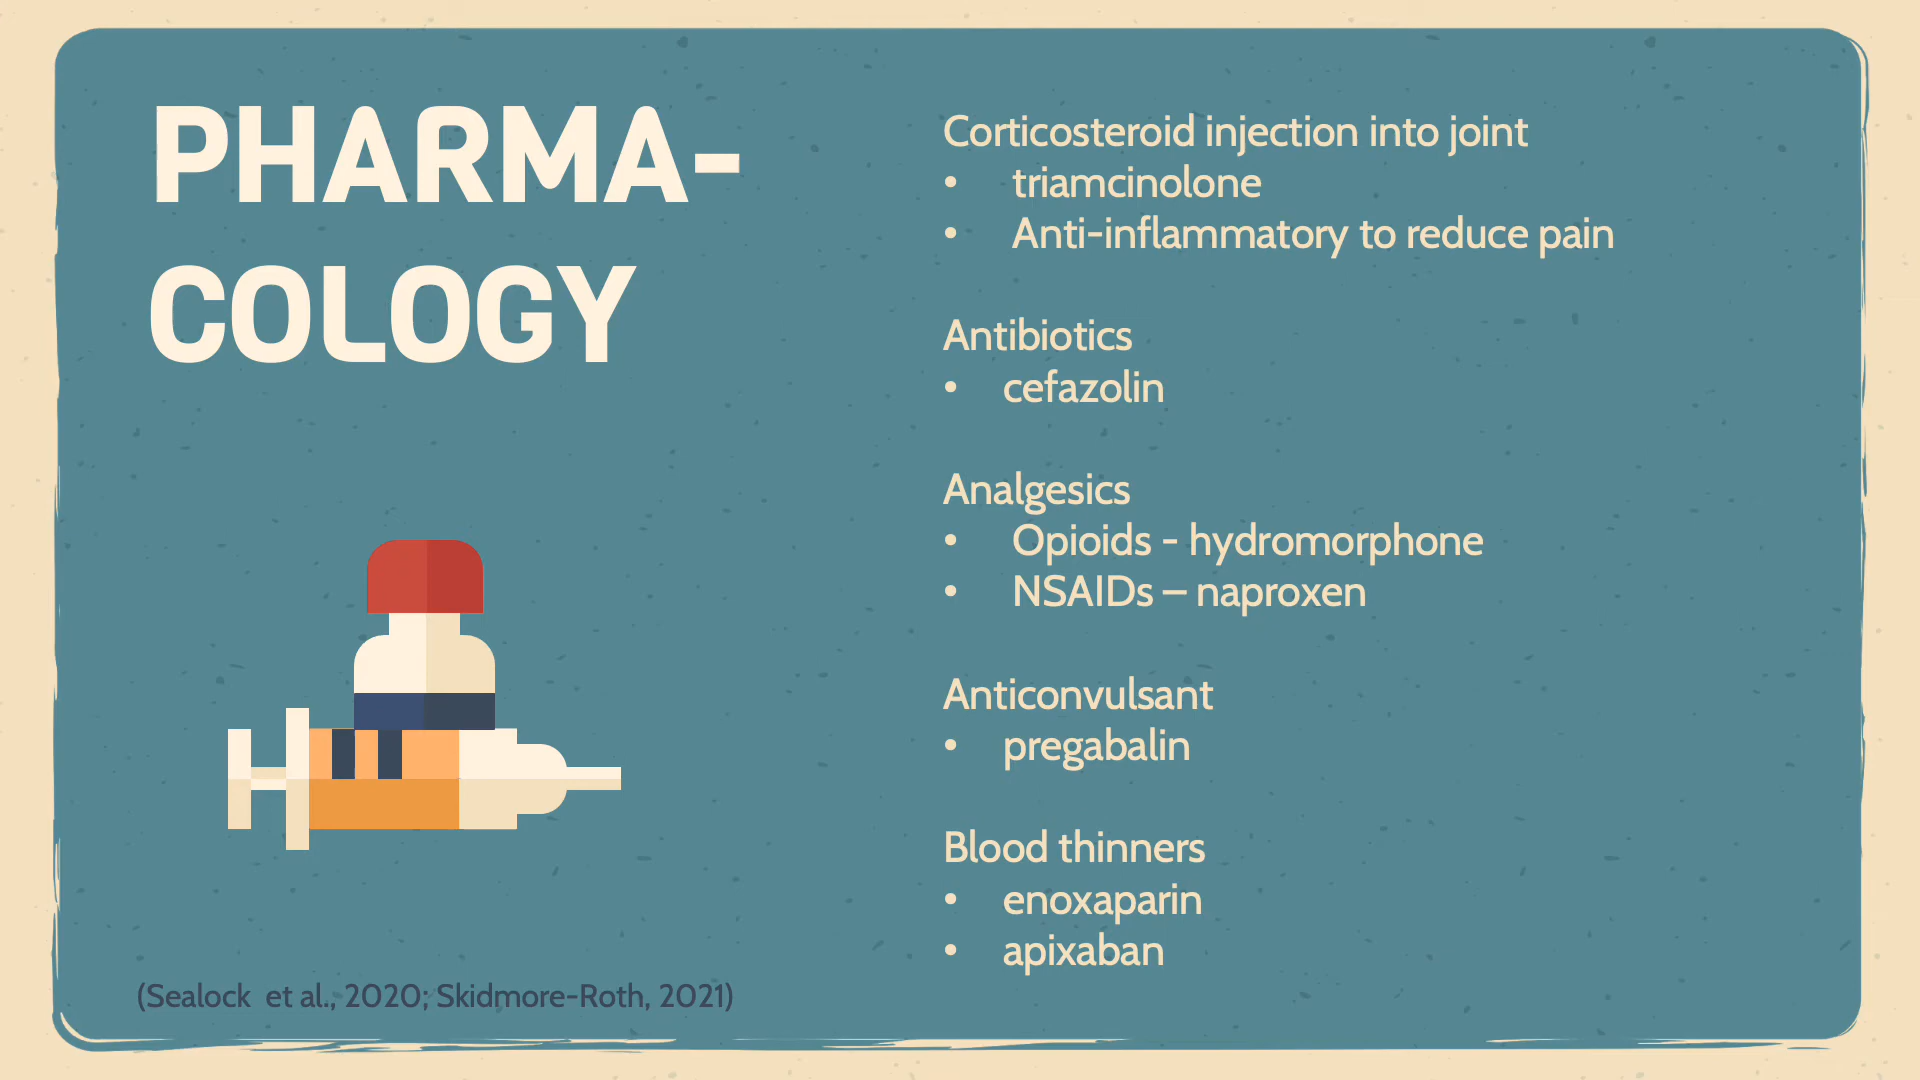 PHARMA-
COLOGY
Corticosteroid injection into joint
• triamcinolone
• Anti-inflammatory to reduce pain
Antibiotics
• cefazolin
Analgesics
• Opioids - hydromorphone
• NSAIDs – naproxen
Anticonvulsant
• pregabalin
Blood thinners
• enoxaparin
• apixaban
(Sealock et al., 2020; Skidmore-Roth, 2021)